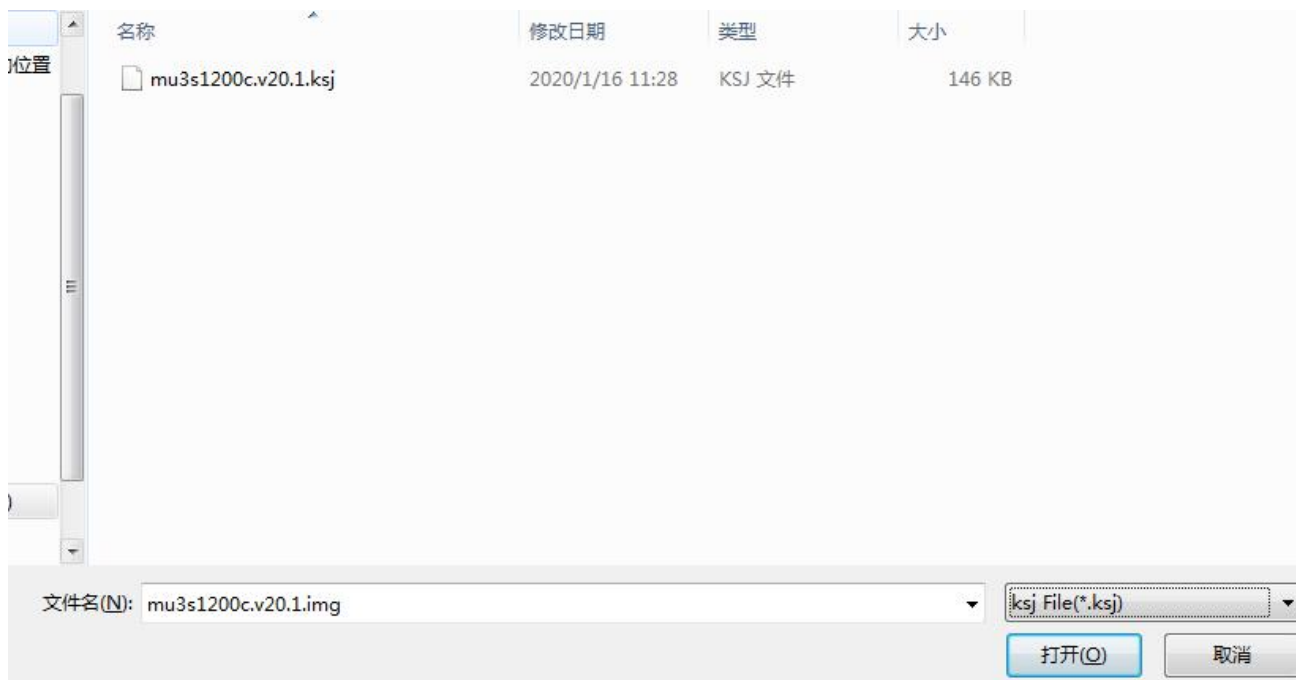 名称 修改日期 类型 大小
的位置
mu3s1200c.v20.1.ksj 2020/1/16 11:28 KSJ 文件 146 KB
)
文件名(N): mu3s1200c.v20.1.img ksj File(*.ksj)
打开(O) 取消